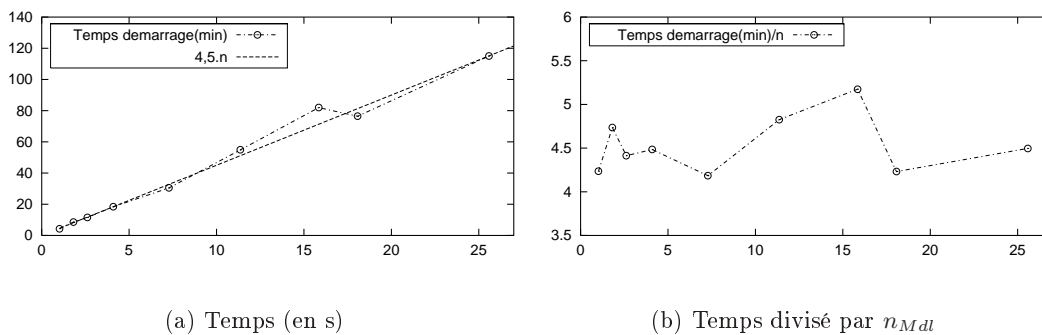 140
120
100
80
60
40
20
0
0 5 10 15 20 25
Temps demarrage(min)
4,5.n
6
5.5
5
4.5
4
3.5
0 5 10 15 20 25
Temps demarrage(min)/n
(a) Temps (en s)
(b) Temps divisé par n_Mdl